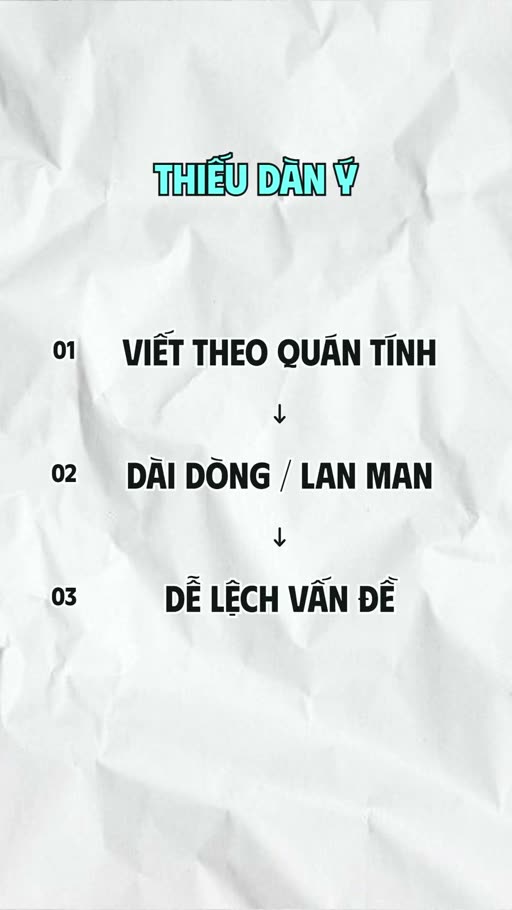 THIẾU DÀN Ý
01 VIẾT THEO QUÁN TÍNH
↓
02 DÀI DÒNG / LAN MAN
↓
03 DỄ LỆCH VẤN ĐỀ